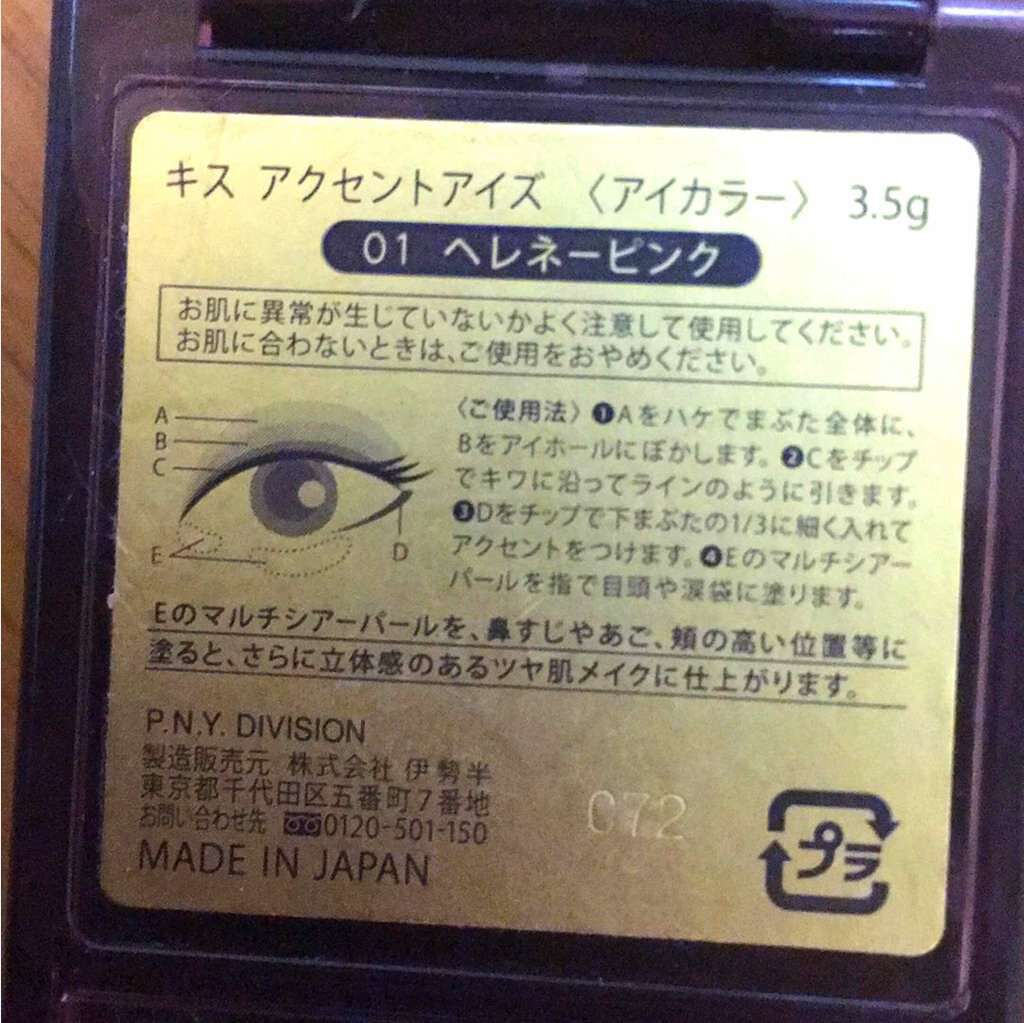 キス アクセントアイズ 〈アイカラー〉 3.5g
01 ヘレネーピンク
お肌に異常が生じていないかよく注意して使用してください。
お肌に合わないときは、ご使用をおやめください。
A
B
C
E
D
〈ご使用法〉❶Aをハケでまぶた全体に、
Bをアイホールにぼかします。❷Cをチップ
でキワに沿ってラインのように引きます。
❸Dをチップで下まぶたの1/3に細く入れて
アクセントをつけます。❹Eのマルチシアー
パールを指で目頭や涙袋に塗ります。
Eのマルチシアーパールを、鼻すじやあご、頬の高い位置等に
塗ると、さらに立体感のあるツヤ肌メイクに仕上がります。
P.N.Y. DIVISION
製造販売元 株式会社 伊勢半
東京都千代田区五番町7番地
お問い合わせ先 0120-501-150
MADE IN JAPAN
072
プラ